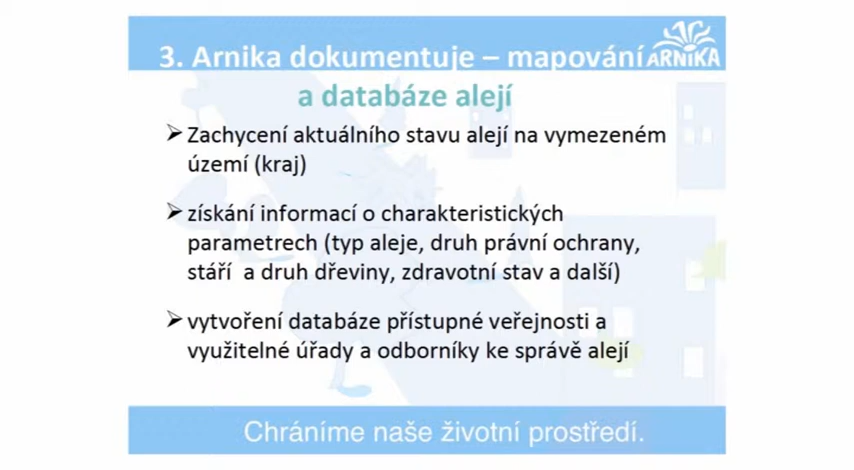 3. Arnika dokumentuje – mapování
ARNIKA
a databáze alejí
➢ Zachycení aktuálního stavu alejí na vymezeném
území (kraj)
➢ získání informací o charakteristických
parametrech (typ aleje, druh právní ochrany,
stáří a druh dřeviny, zdravotní stav a další)
➢ vytvoření databáze přístupné veřejnosti a
využitelné úřady a odborníky ke správě alejí
Chráníme naše životní prostředí.